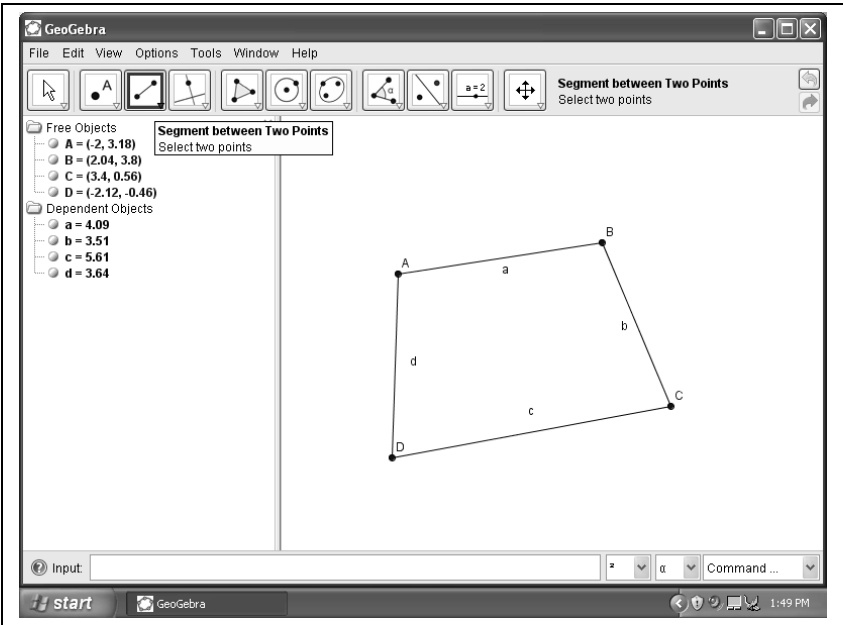 GeoGebra
File Edit View Options Tools Window Help
A
α
a=2
Segment between Two Points
Select two points
Free Objects
A = (-2, 3.18)
B = (2.04, 3.8)
C = (3.4, 0.56)
D = (-2.12, -0.46)
Dependent Objects
a = 4.09
b = 3.51
c = 5.61
d = 3.64
Segment between Two Points
Select two points
A
B
a
b
d
C
c
D
Input:
²
α
Command ...
start
GeoGebra
1:49 PM